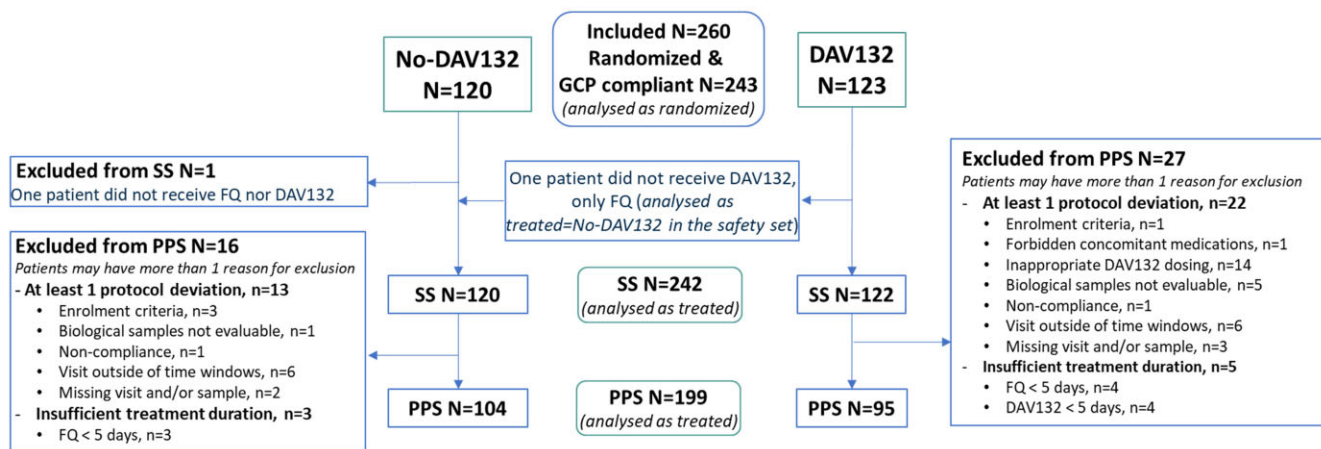 No-DAV132
N=120
Included N=260
Randomized &
GCP compliant N=243
(analysed as randomized)
DAV132
N=123
Excluded from SS N=1
One patient did not receive FQ nor DAV132
One patient did not receive DAV132,
only FQ (analysed as
treated=No-DAV132 in the safety set)
Excluded from PPS N=16
Patients may have more than 1 reason for exclusion
- At least 1 protocol deviation, n=13
• Enrolment criteria, n=3
• Biological samples not evaluable, n=1
• Non-compliance, n=1
• Visit outside of time windows, n=6
• Missing visit and/or sample, n=2
- Insufficient treatment duration, n=3
• FQ < 5 days, n=3
SS N=120
SS N=242
(analysed as treated)
SS N=122
PPS N=104
PPS N=199
(analysed as treated)
PPS N=95
Excluded from PPS N=27
Patients may have more than 1 reason for exclusion
- At least 1 protocol deviation, n=22
• Enrolment criteria, n=1
• Forbidden concomitant medications, n=1
• Inappropriate DAV132 dosing, n=14
• Biological samples not evaluable, n=5
• Non-compliance, n=1
• Visit outside of time windows, n=6
• Missing visit and/or sample, n=3
- Insufficient treatment duration, n=5
• FQ < 5 days, n=4
• DAV132 < 5 days, n=4